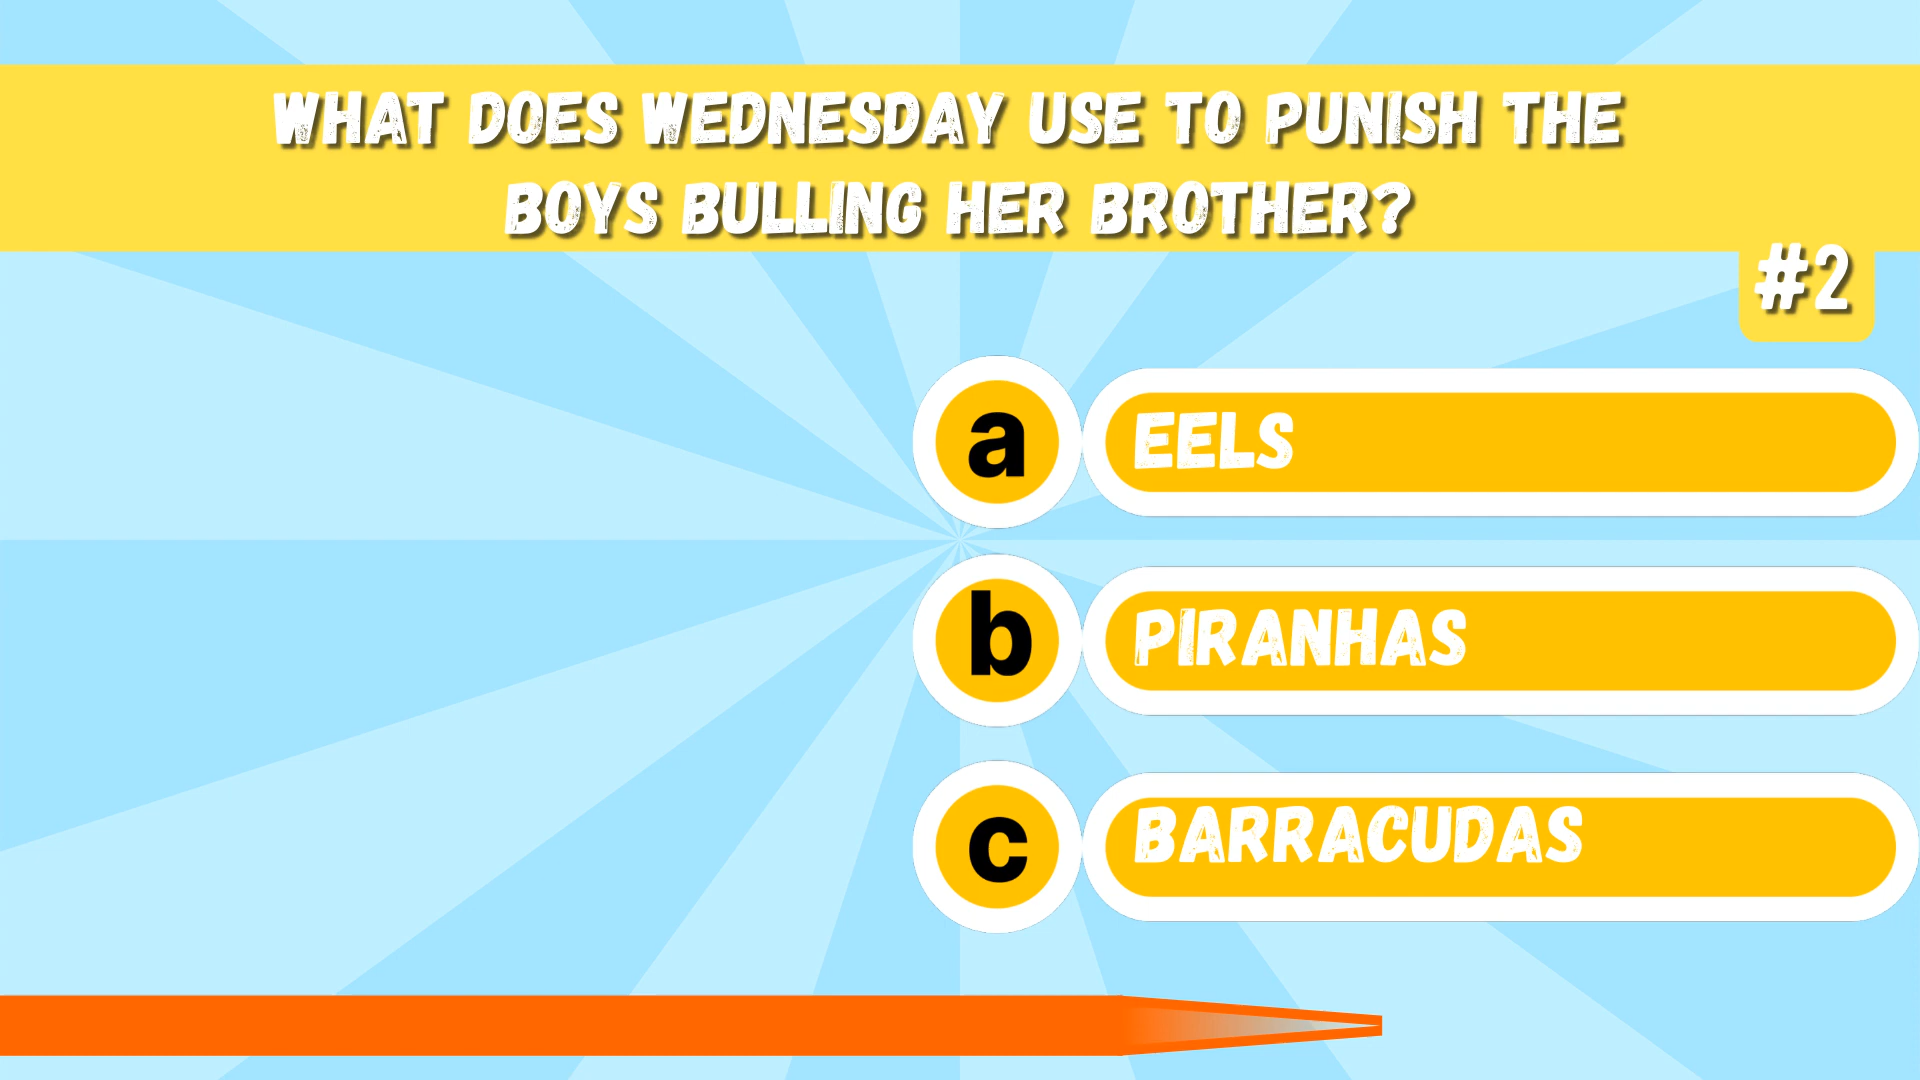 WHAT DOES WEDNESDAY USE TO PUNISH THE
BOYS BULLING HER BROTHER?
#2
a EELS
b PIRANHAS
c BARRACUDAS